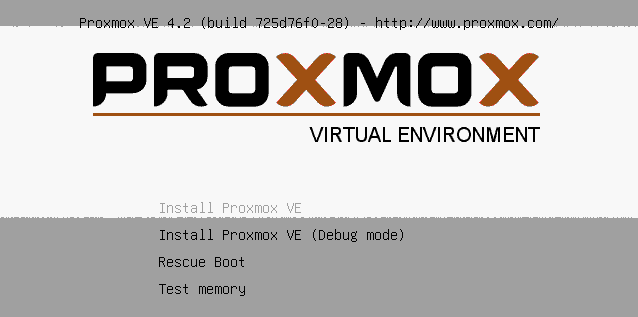 Proxmox VE 4.2 (build 725d76f0-28) - http://www.proxmox.com/
PROXMOX
VIRTUAL ENVIRONMENT
Install Proxmox VE
Install Proxmox VE (Debug mode)
Rescue Boot
Test memory